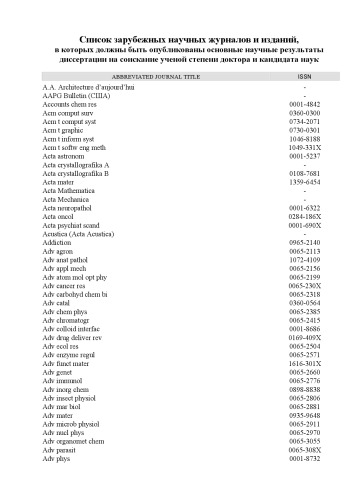 Список зарубежных научных журналов и изданий,
в которых должны быть опубликованы основные научные результаты
диссертации на соискание ученой степени доктора и кандидата наук
ABBREVIATED JOURNAL TITLE ISSN
A.A. Architecture d'aujourd'hui -
AAPG Bulletin (США) -
Accounts chem res 0001-4842
Acm comput surv 0360-0300
Acm t comput syst 0734-2071
Acm t graphic 0730-0301
Acm t inform syst 1046-8188
Acm t softw eng meth 1049-331X
Acta astronom 0001-5237
Acta crystallografika A -
Acta crystallografika B 0108-7681
Acta mater 1359-6454
Acta Mathematica -
Acta Mechanica -
Acta neuropathol 0001-6322
Acta oncol 0284-186X
Acta psychiat scand 0001-690X
Acustica (Acta Acustica) -
Addiction 0965-2140
Adv agron 0065-2113
Adv anat pathol 1072-4109
Adv appl mech 0065-2156
Adv atom mol opt phy 0065-2199
Adv cancer res 0065-230X
Adv carbohyd chem bi 0065-2318
Adv catal 0360-0564
Adv chem phys 0065-2385
Adv chromatogr 0065-2415
Adv colloid interfac 0001-8686
Adv drug deliver rev 0169-409X
Adv ecol res 0065-2504
Adv enzyme regul 0065-2571
Adv funct mater 1616-301X
Adv genet 0065-2660
Adv immunol 0065-2776
Adv inorg chem 0898-8838
Adv insect physiol 0065-2806
Adv mar biol 0065-2881
Adv mater 0935-9648
Adv microb physiol 0065-2911
Adv nucl phys 0065-2970
Adv organomet chem 0065-3055
Adv parasit 0065-308X
Adv phys 0001-8732